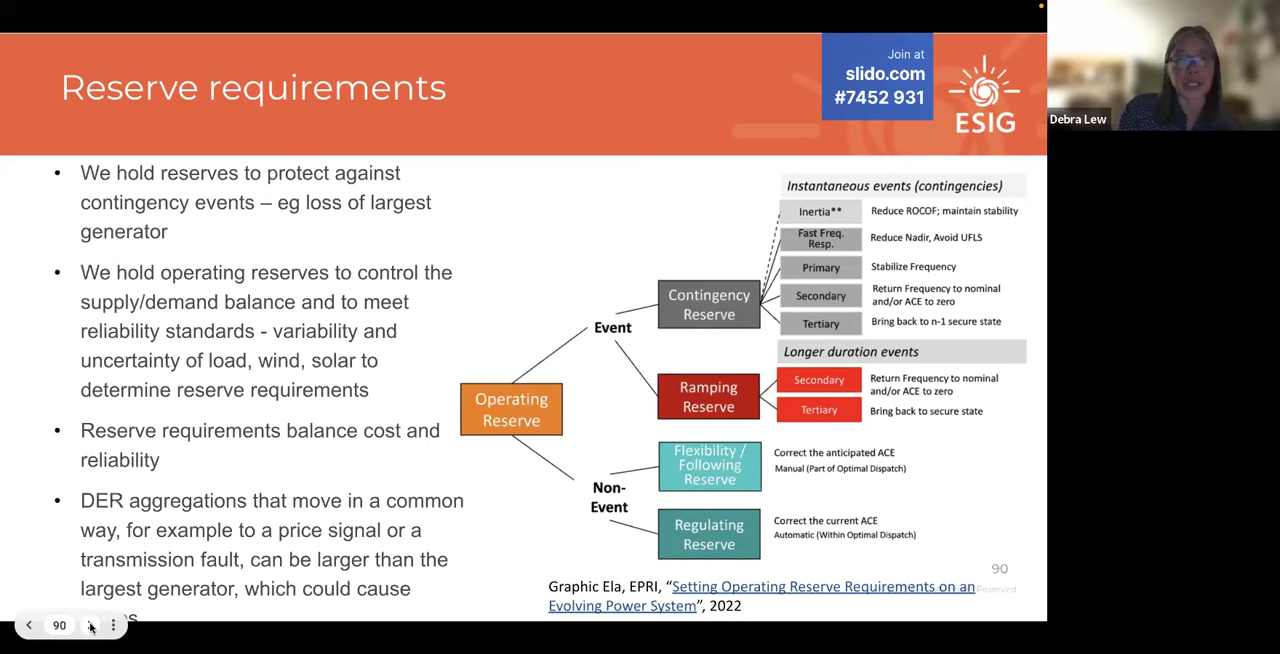 Reserve requirements
Join at
slido.com
#7452 931
ESIG
Debra Lew
• We hold reserves to protect against
contingency events – eg loss of largest
generator
• We hold operating reserves to control the
supply/demand balance and to meet
reliability standards - variability and
uncertainty of load, wind, solar to
determine reserve requirements
• Reserve requirements balance cost and
reliability
• DER aggregations that move in a common
way, for example to a price signal or a
transmission fault, can be larger than the
largest generator, which could cause
Operating
Reserve
Event
Non-
Event
Contingency
Reserve
Ramping
Reserve
Flexibility /
Following
Reserve
Regulating
Reserve
Instantaneous events (contingencies)
Inertia** Reduce ROCOF; maintain stability
Fast Freq.
Resp.
Reduce Nadir, Avoid UFLS
Primary Stabilize Frequency
Secondary
Return Frequency to nominal
and/or ACE to zero
Tertiary Bring back to n-1 secure state
Longer duration events
Secondary
Return Frequency to nominal
and/or ACE to zero
Tertiary Bring back to secure state
Correct the anticipated ACE
Manual (Part of Optimal Dispatch)
Correct the current ACE
Automatic (Within Optimal Dispatch)
90
Graphic Ela, EPRI, “Setting Operating Reserve Requirements on an
Evolving Power System”, 2022
Reserved
90